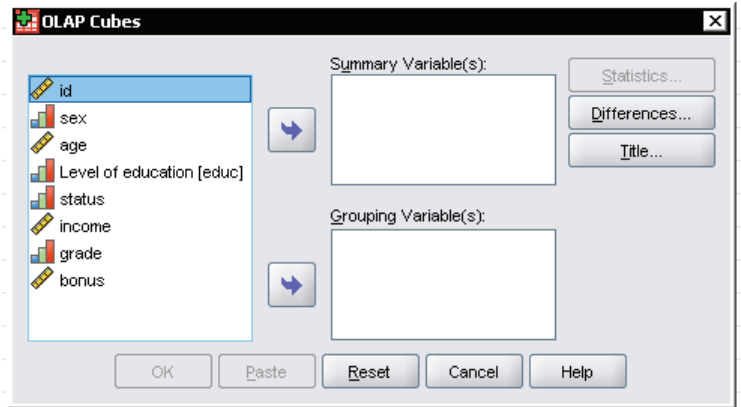 OLAP Cubes
id
sex
age
Level of education [educ]
status
income
grade
bonus
Summary Variable(s):
Grouping Variable(s):
Statistics...
Differences...
Title...
OK
Paste
Reset
Cancel
Help